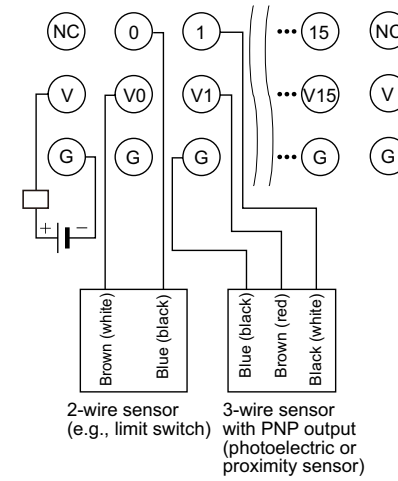 NC 0 1 ••• 15 NC
V V0 V1 ••• V15 V
G G G ••• G G
+ −
Brown (white)
Blue (black)
Blue (black)
Brown (red)
Black (white)
2-wire sensor
(e.g., limit switch)
3-wire sensor
with PNP output
(photoelectric or
proximity sensor)